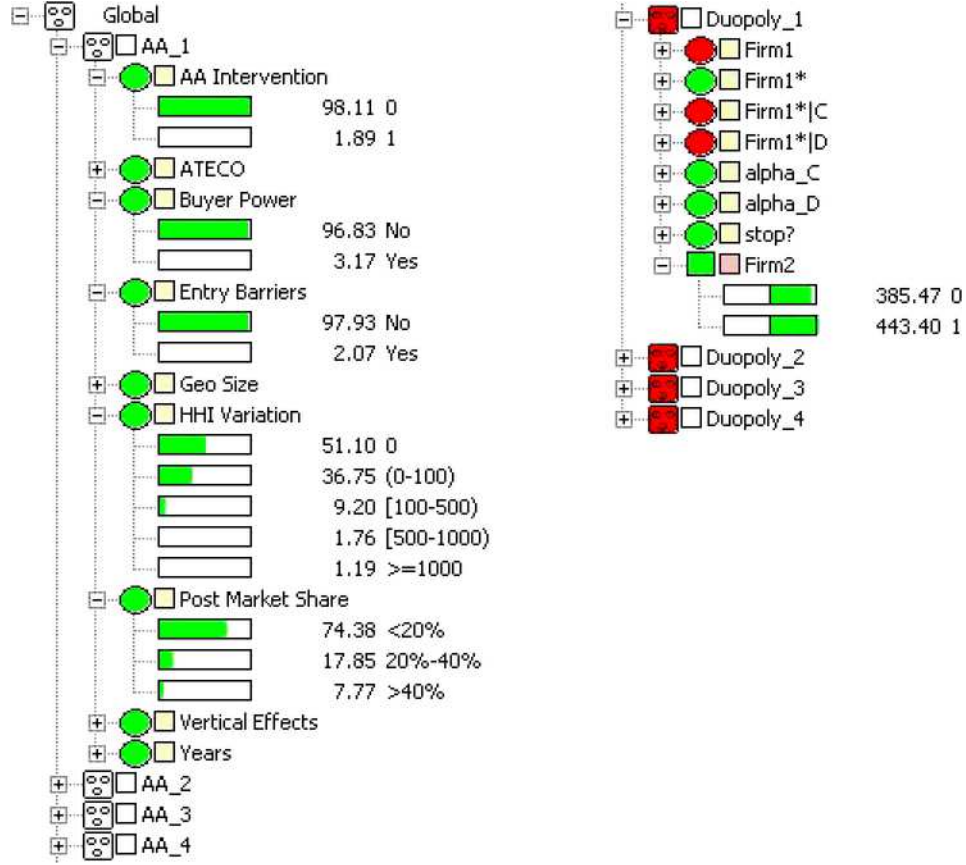 Global
AA_1
AA Intervention
98.11 0
1.89 1
ATECO
Buyer Power
96.83 No
3.17 Yes
Entry Barriers
97.93 No
2.07 Yes
Geo Size
HHI Variation
51.10 0
36.75 (0-100)
9.20 [100-500)
1.76 [500-1000)
1.19 >=1000
Post Market Share
74.38 <20%
17.85 20%-40%
7.77 >40%
Vertical Effects
Years
AA_2
AA_3
AA_4
Duopoly_1
Firm1
Firm1*
Firm1*|C
Firm1*|D
alpha_C
alpha_D
stop?
Firm2
385.47 0
443.40 1
Duopoly_2
Duopoly_3
Duopoly_4